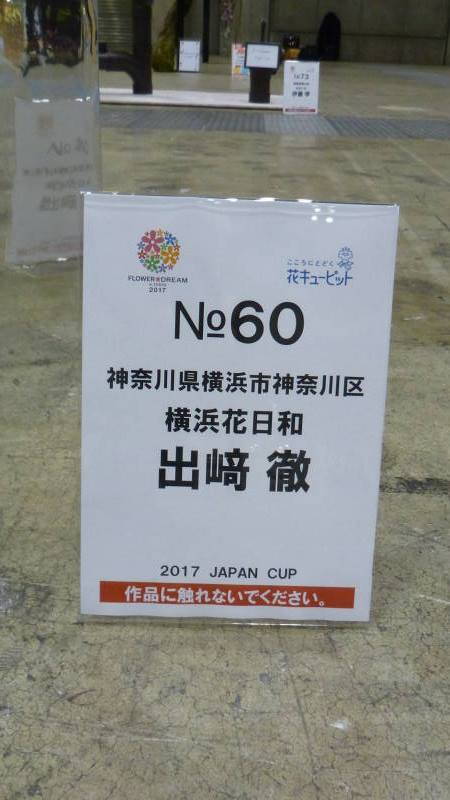 FLOWER DREAM
2017
こころにとどく
花キューピット
№60
神奈川県横浜市神奈川区
横浜花日和
出﨑 徹
2017 JAPAN CUP
作品に触れないでください。
№73